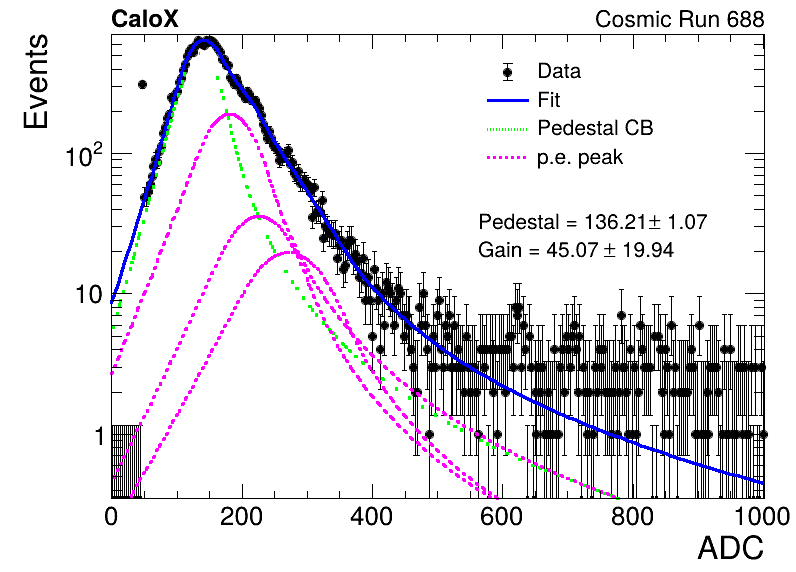 CaloX Cosmic Run 688
Events
Data
Fit
Pedestal CB
p.e. peak
Pedestal = 136.21± 1.07
Gain = 45.07 ± 19.94
10²
10
1
0 200 400 600 800 1000
ADC